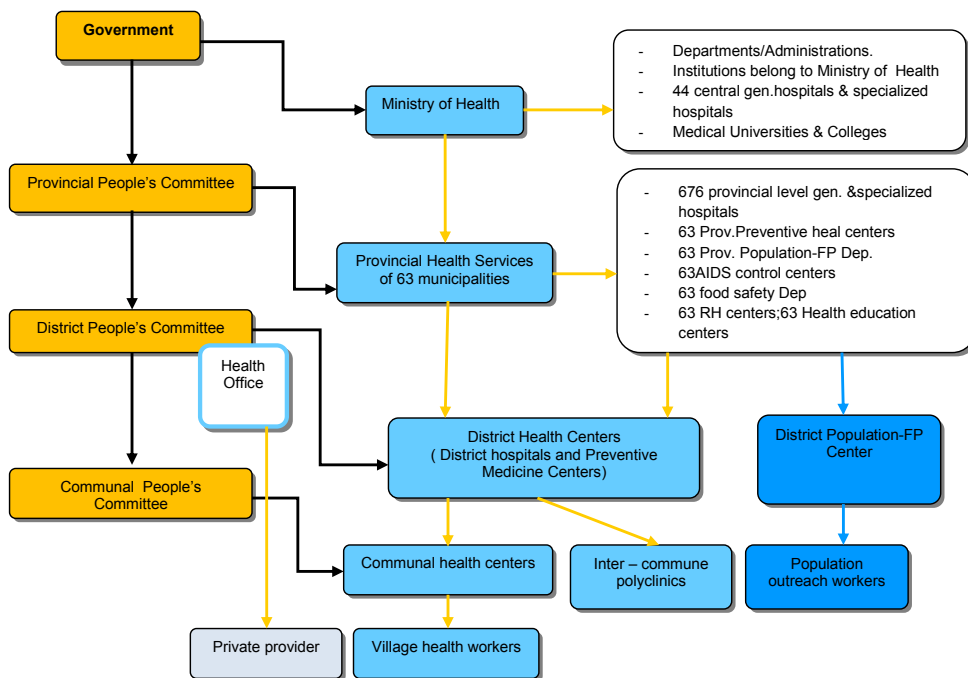 Government
- Departments/Administrations.
- Institutions belong to Ministry of Health
- 44 central gen.hospitals & specialized
hospitals
- Medical Universities & Colleges
Ministry of Health
Provincial People's Committee
- 676 provincial level gen. &specialized
hospitals
- 63 Prov.Preventive heal centers
- 63 Prov. Population-FP Dep.
- 63AIDS control centers
- 63 food safety Dep
- 63 RH centers;63 Health education
centers
Provincial Health Services
of 63 municipalities
District People's Committee
Health
Office
District Health Centers
( District hospitals and Preventive
Medicine Centers)
District Population-FP
Center
Communal People's
Committee
Communal health centers
Inter – commune
polyclinics
Population
outreach workers
Private provider
Village health workers